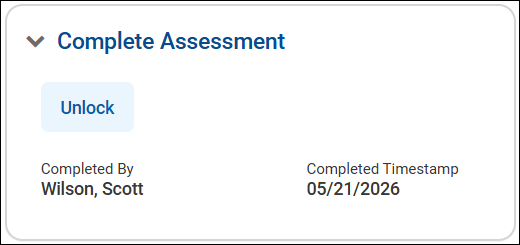 Complete Assessment
Unlock
Completed By
Wilson, Scott
Completed Timestamp
05/21/2026